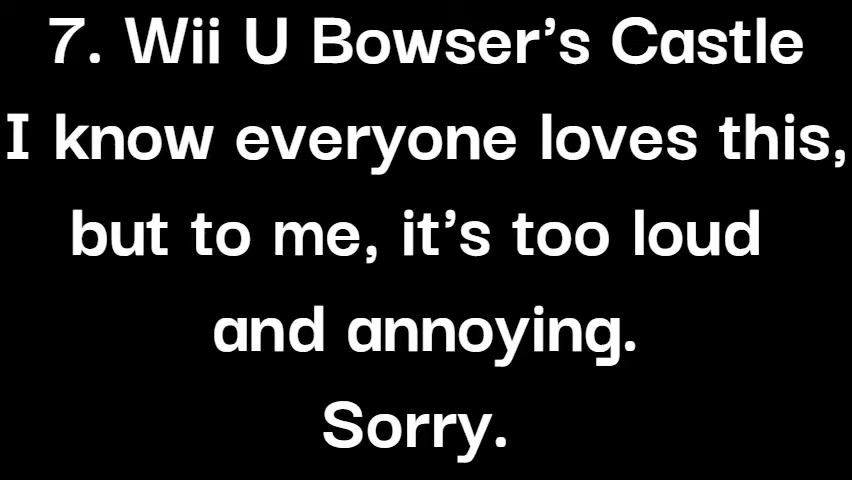 7. Wii U Bowser’s Castle
I know everyone loves this,
but to me, it’s too loud
and annoying.
Sorry.